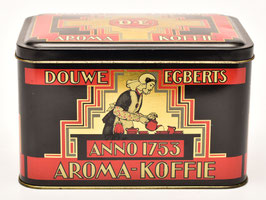 D·E
AROMA KOFFIE
DOUWE EGBERTS
ANNO 1753
AROMA-KOFFIE